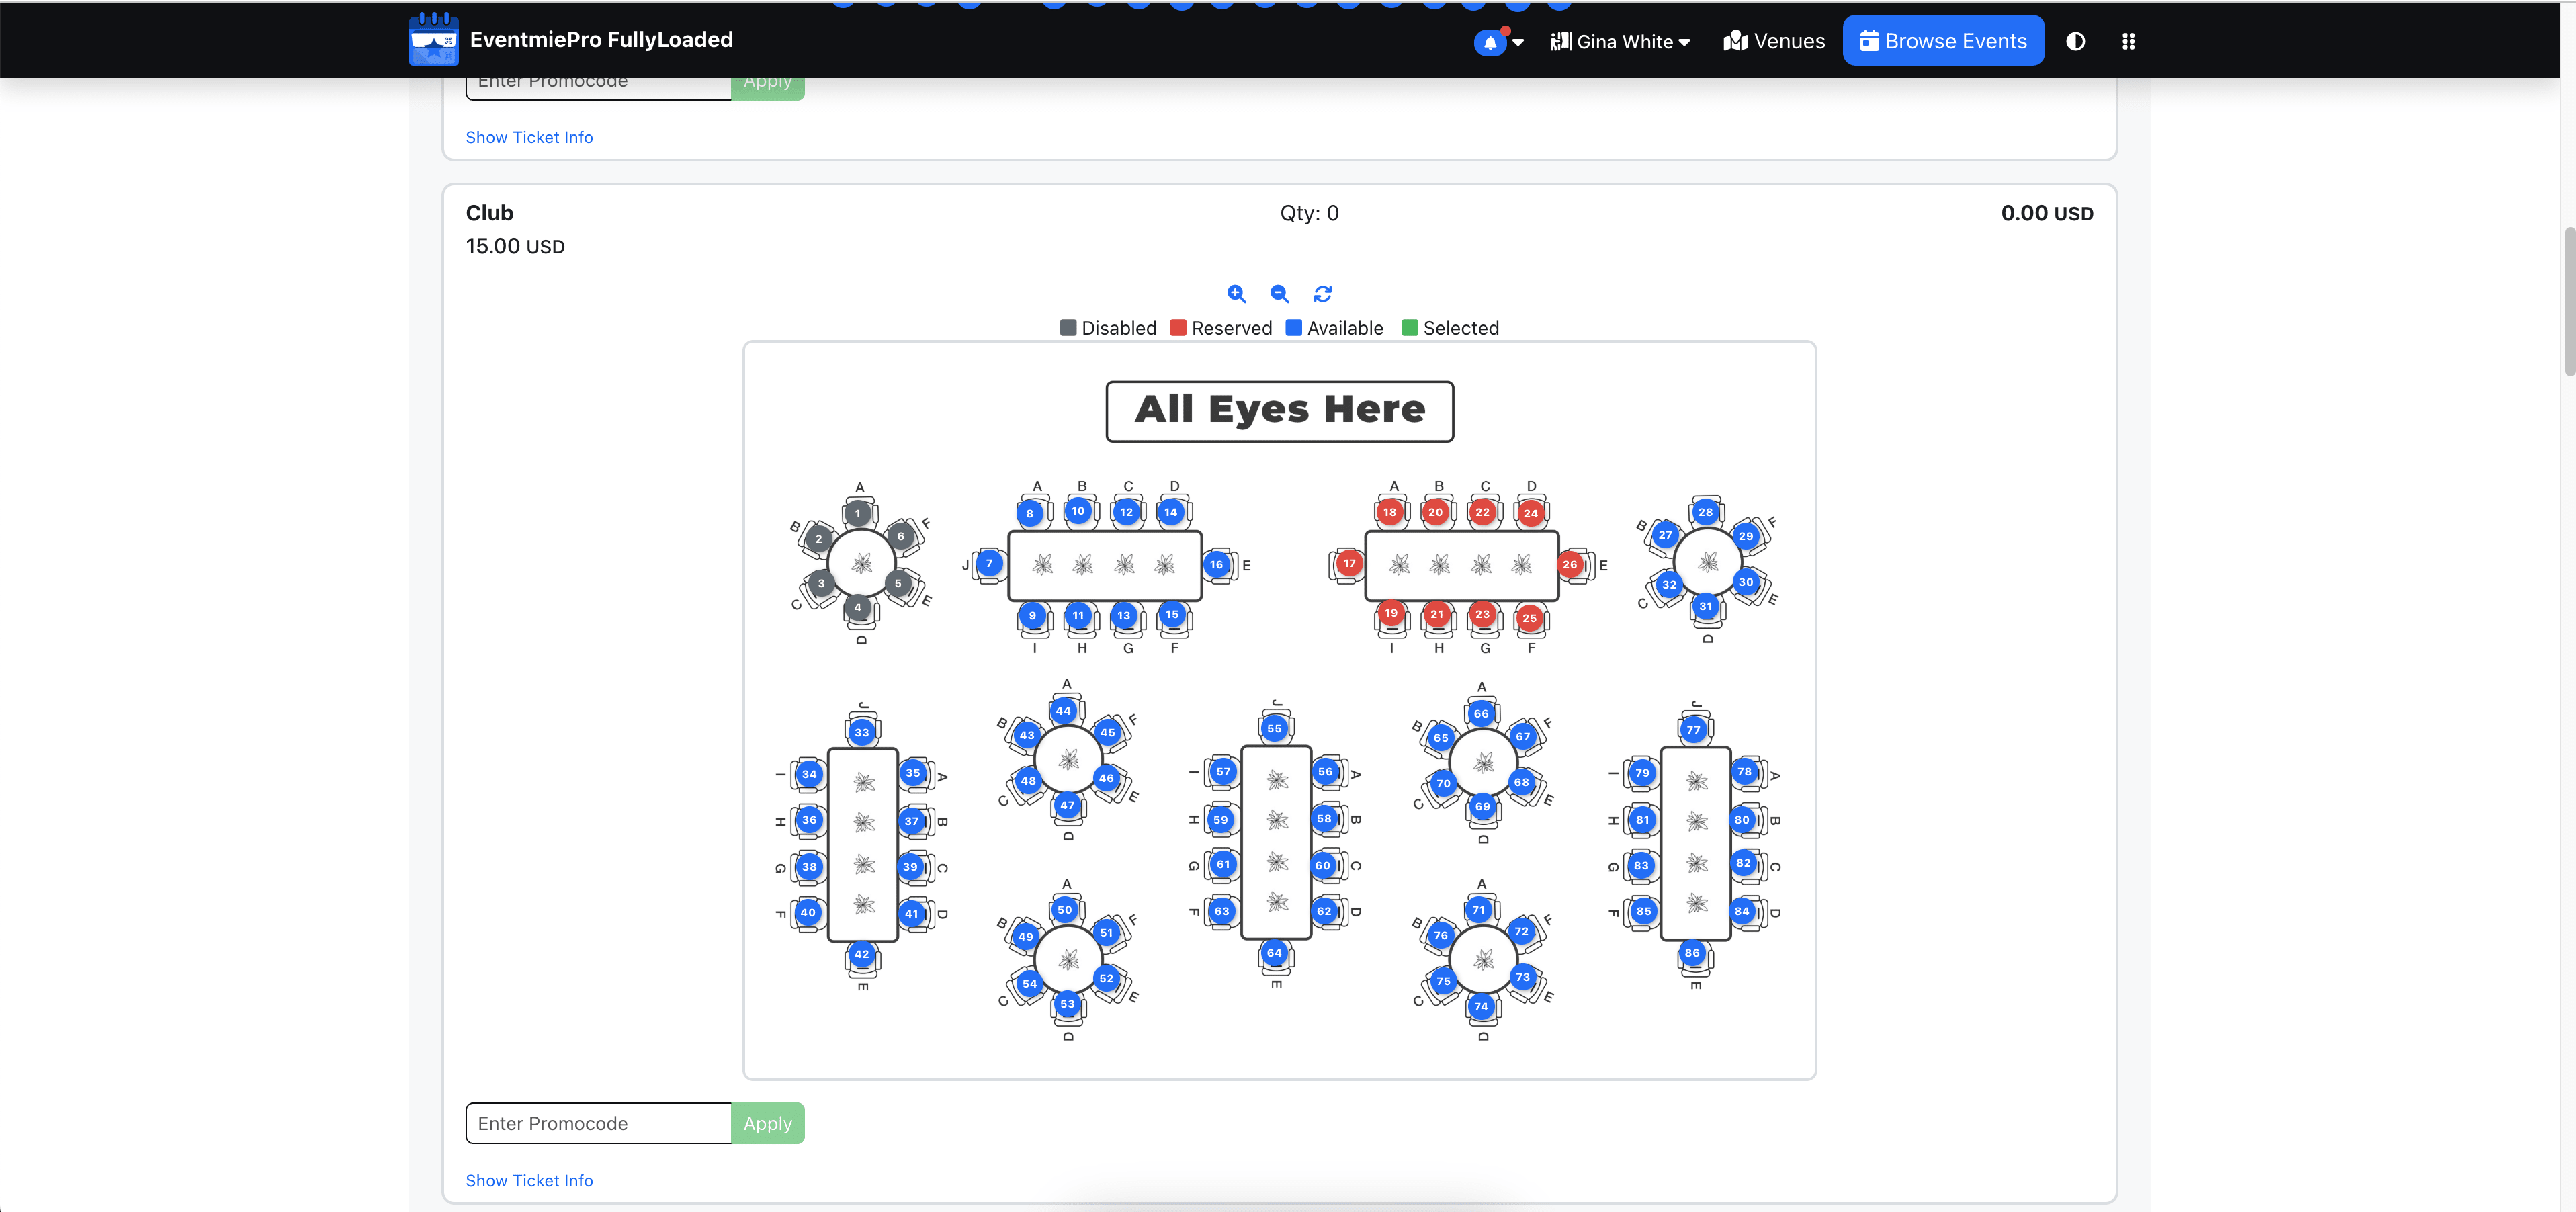 EventmiePro FullyLoaded
Gina White
Venues
Browse Events
Enter Promocode
Apply
Show Ticket Info
Club
Qty: 0
0.00 USD
15.00 USD
Disabled
Reserved
Available
Selected
All Eyes Here
A
A B C D
A B C D
B 1 F
8 10 12 14
18 20 22 24
B 28 F
2 6
27 29
J 7 16 E
17 26 E
3 5
32 30
C 4 E
9 11 13 15
19 21 23 25
C 31 E
D
I H G F
I H G F
D
J
A
J
A
J
33
B 44 F
55
B 66 F
77
43 45
65 67
I 34 35 A
48 46
I 57 56 A
70 68
I 79 78 A
C 47 E
C 69 E
H 36 37 B
D
H 59 58 B
D
H 81 80 B
G 38 39 C
G 61 60 C
G 83 82 C
A
A
F 40 41 D
B 50 F
F 63 62 D
B 71 F
F 85 84 D
49 51
76 72
42
64
86
E
54 52
E
75 73
E
C 53 E
C 74 E
D
D
Enter Promocode
Apply
Show Ticket Info